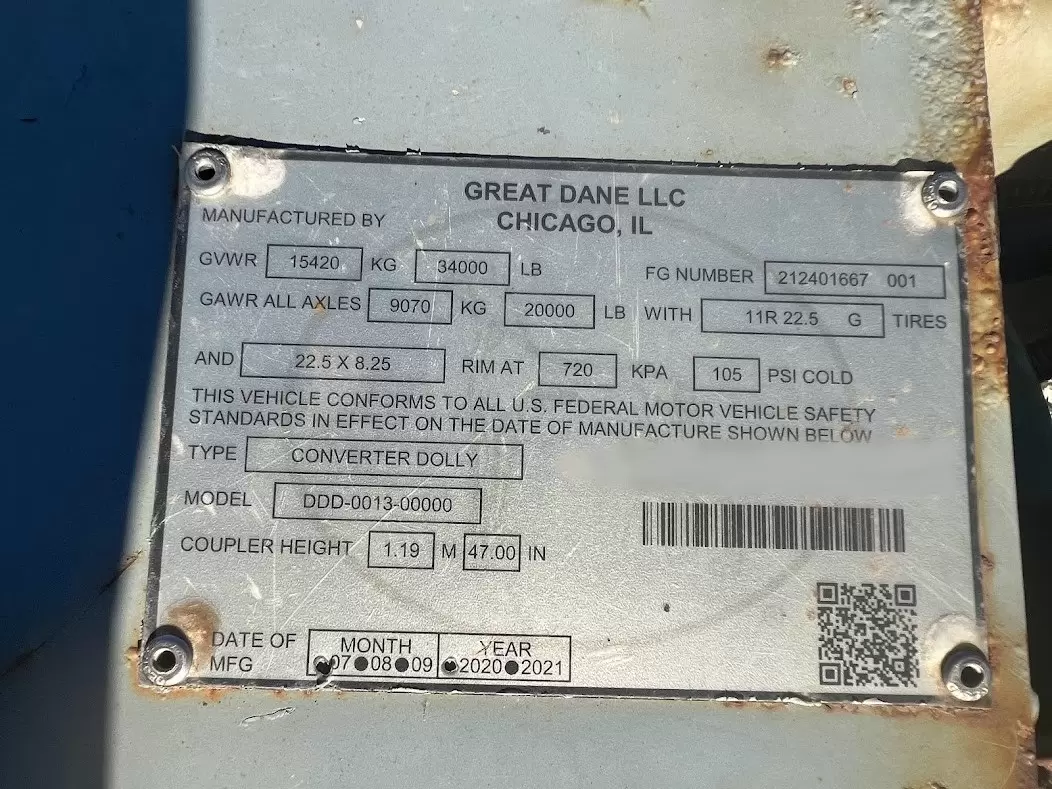 GREAT DANE LLC
MANUFACTURED BY CHICAGO, IL
GVWR 15420 KG 34000 LB FG NUMBER 212401667 001
GAWR ALL AXLES 9070 KG 20000 LB WITH 11R 22.5 G TIRES
AND 22.5 X 8.25 RIM AT 720 KPA 105 PSI COLD
THIS VEHICLE CONFORMS TO ALL U.S. FEDERAL MOTOR VEHICLE SAFETY
STANDARDS IN EFFECT ON THE DATE OF MANUFACTURE SHOWN BELOW
TYPE CONVERTER DOLLY
MODEL DDD-0013-00000
COUPLER HEIGHT 1.19 M 47.00 IN
DATE OF MONTH YEAR
MFG 07 08 09 2020 2021